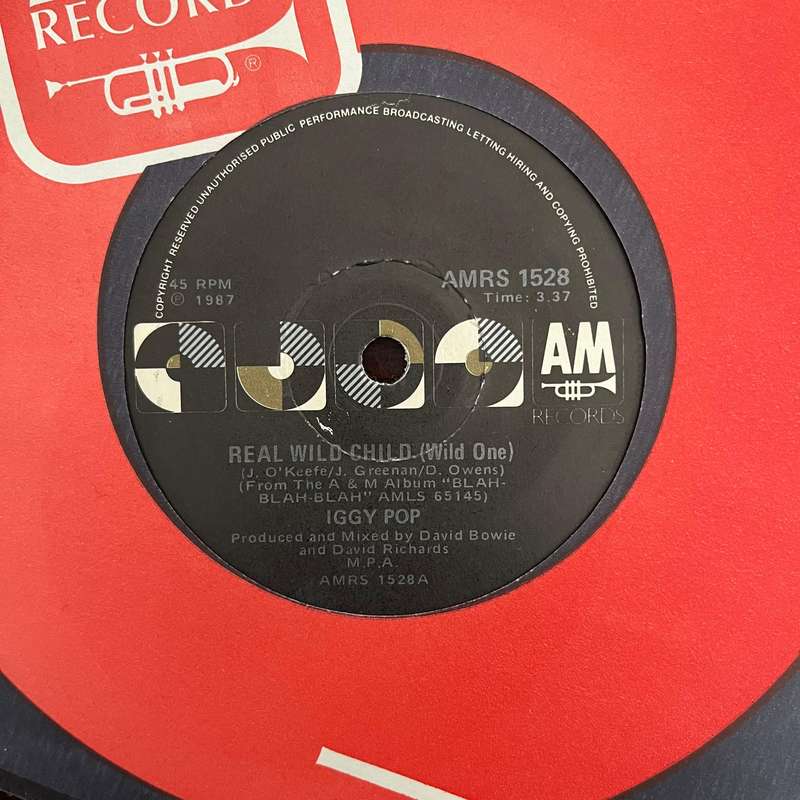 RECORDS
®
COPYRIGHT RESERVED UNAUTHORISED PUBLIC PERFORMANCE BROADCASTING LETTING HIRING AND COPYING PROHIBITED
45 RPM
℗ 1987
AMRS 1528
Time: 3.37
AM
RECORDS
REAL WILD CHILD (Wild One)
(J. O'Keefe/J. Greenan/D. Owens)
(From The A & M Album "BLAH-
BLAH-BLAH" AMLS 65145)
IGGY POP
Produced and Mixed by David Bowie
and David Richards
M.P.A.
AMRS 1528A